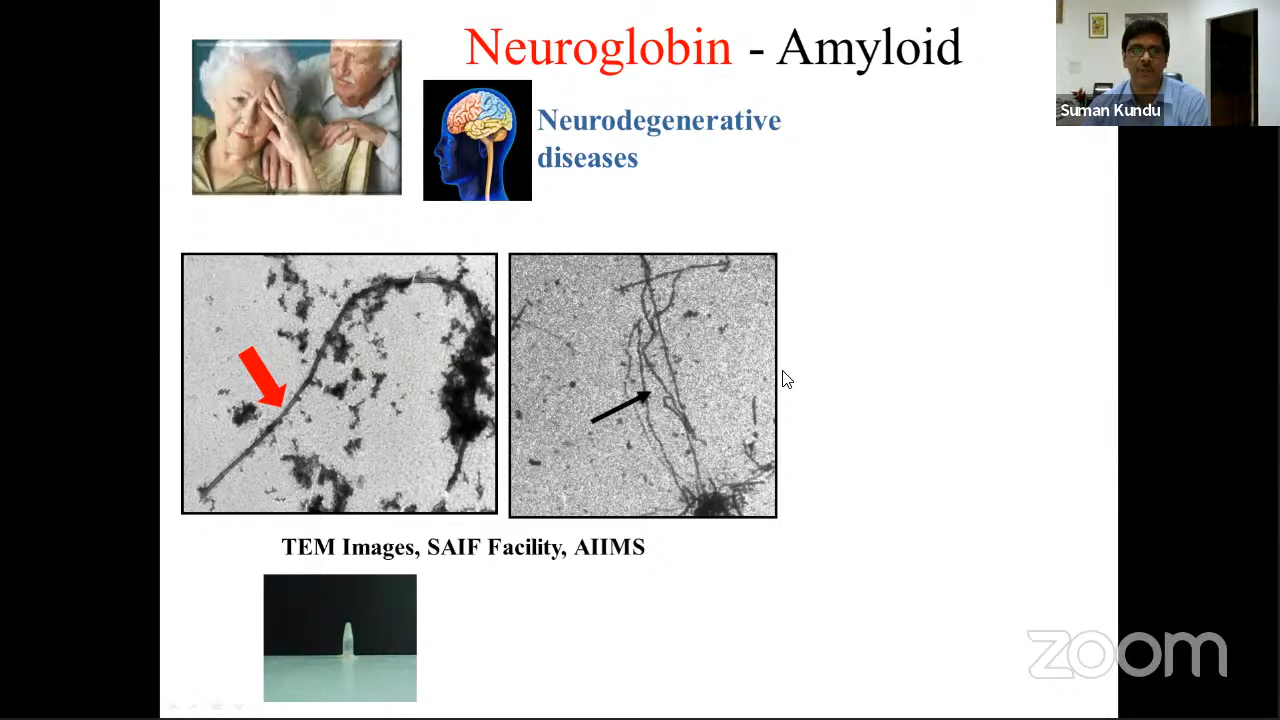 Neuroglobin - Amyloid
Suman Kundu
Neurodegenerative
diseases
TEM Images, SAIF Facility, AIIMS
zoom